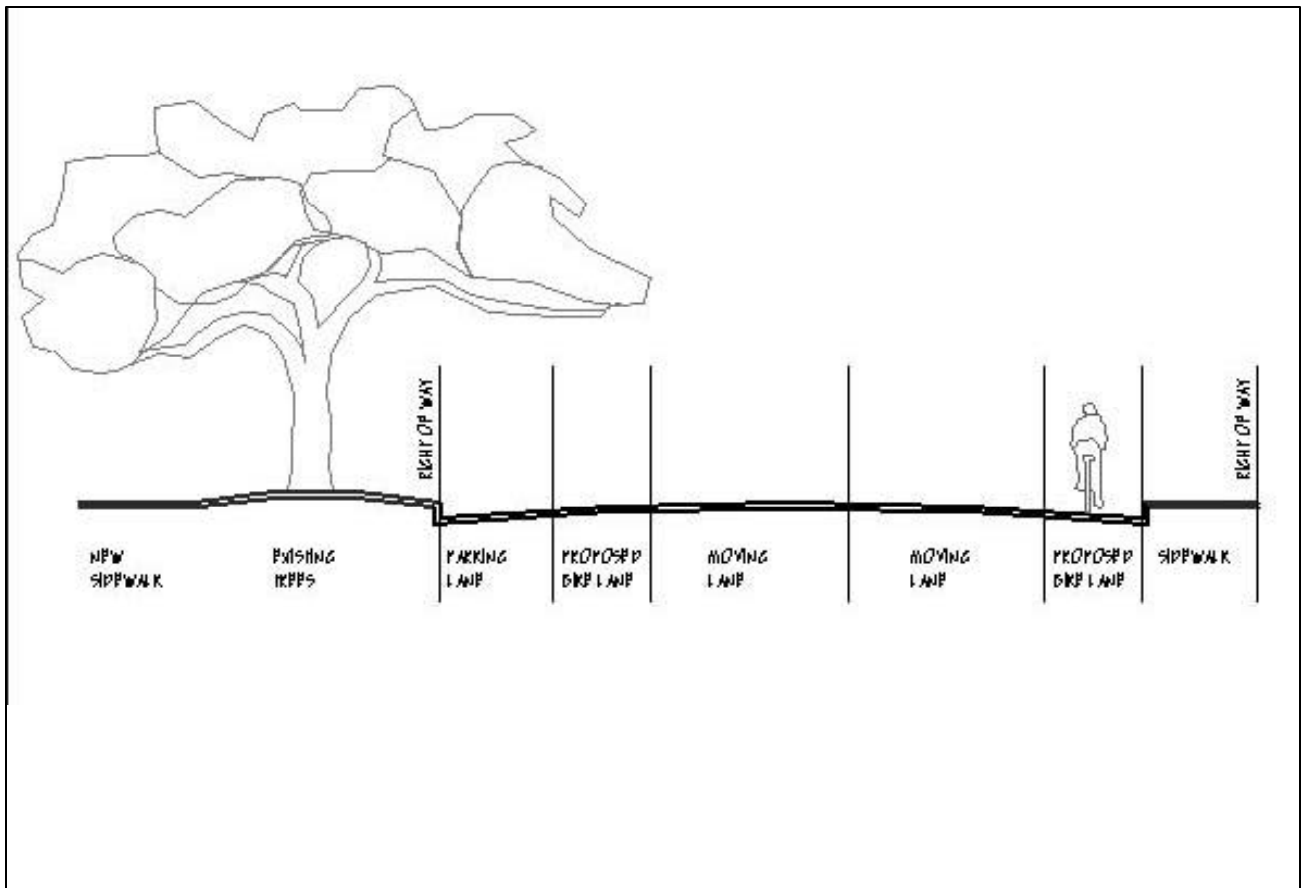 RIGHT OF WAY
RIGHT OF WAY
NEW
SIDEWALK
EXISTING
TREES
PARKING
LANE
PROPOSED
BIKE LANE
MOVING
LANE
MOVING
LANE
PROPOSED
BIKE LANE
SIDEWALK